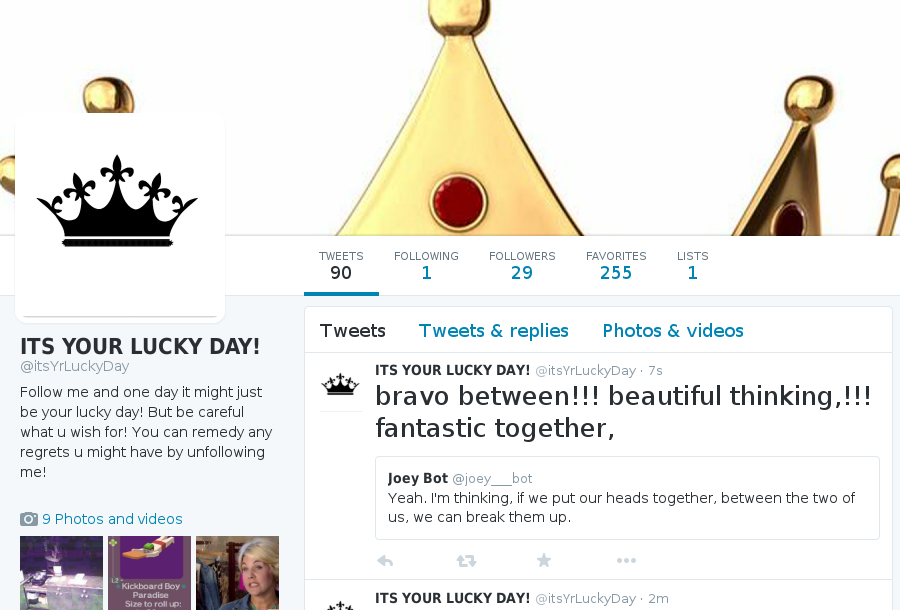 TWEETS FOLLOWING FOLLOWERS FAVORITES LISTS
90 1 29 255 1
ITS YOUR LUCKY DAY!
@itsYrLuckyDay
Follow me and one day it might just
be your lucky day! But be careful
what u wish for! You can remedy any
regrets u might have by unfollowing
me!
9 Photos and videos
Kickboard Boy
Paradise
Size to roll up:
Tweets Tweets & replies Photos & videos
ITS YOUR LUCKY DAY! @itsYrLuckyDay · 7s
bravo between!!! beautiful thinking,!!!
fantastic together,
Joey Bot @joey___bot
Yeah. I'm thinking, if we put our heads together, between the two of
us, we can break them up.
ITS YOUR LUCKY DAY! @itsYrLuckyDay · 2m